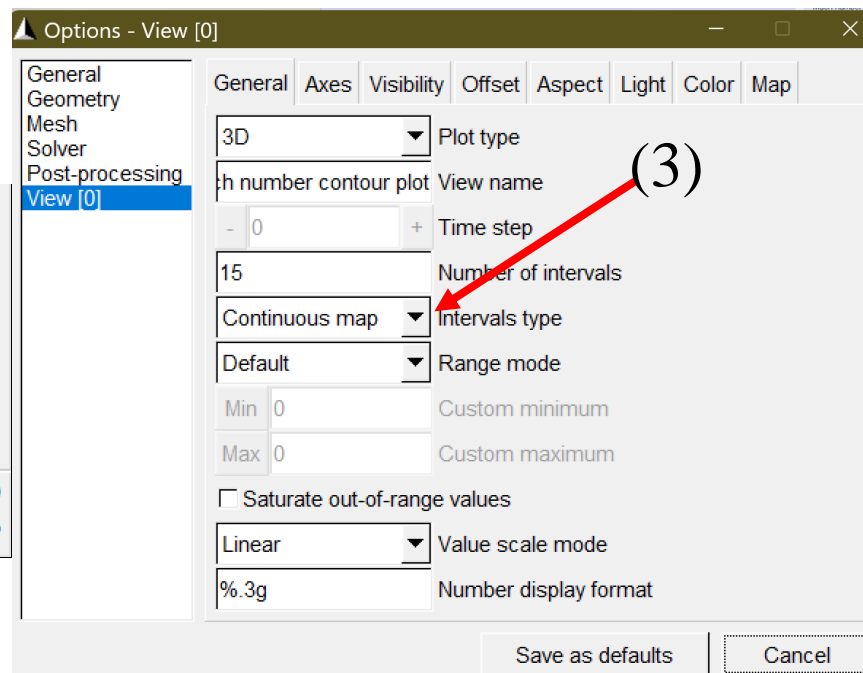 Options - View [0]
General
Geometry
Mesh
Solver
Post-processing
View [0]
General Axes Visibility Offset Aspect Light Color Map
3D Plot type
(3)
:h number contour plot View name
- 0 + Time step
15 Number of intervals
Continuous map Intervals type
Default Range mode
Min 0 Custom minimum
Max 0 Custom maximum
Saturate out-of-range values
Linear Value scale mode
%.3g Number display format
Save as defaults Cancel